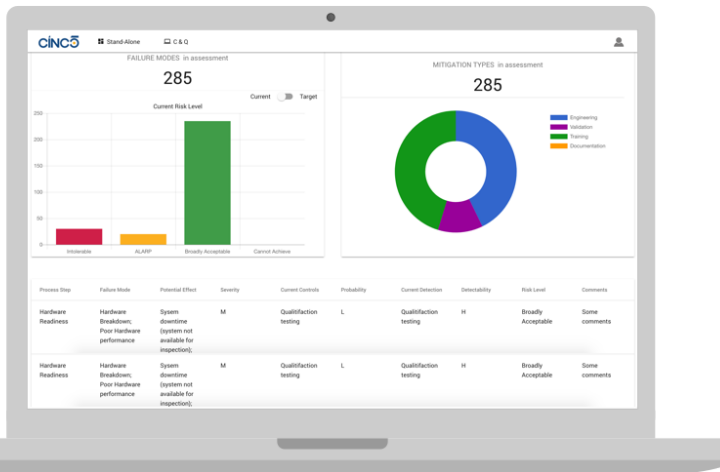 CÍNCŌ
Stand-Alone
C & Q
FAILURE MODES in assessment
285
Current
Target
Current Risk Level
250
200
150
100
50
0
Intolerable
ALARP
Broadly Acceptable
Cannot Achieve
MITIGATION TYPES in assessment
285
Engineering
Validation
Training
Documentation
Process Step
Failure Mode
Potential Effect
Severity
Current Controls
Probability
Current Detection
Detectability
Risk Level
Comments
Hardware
Readiness
Hardware
Breakdown;
Poor Hardware
performance
Sysem
downtime
(system not
available for
inspection);
M
Qualitifaction
testing
L
Qualitifaction
testing
H
Broadly
Acceptable
Some
comments
Hardware
Readiness
Hardware
Breakdown;
Poor Hardware
performance
Sysem
downtime
(system not
available for
inspection);
M
Qualitifaction
testing
L
Qualitifaction
testing
H
Broadly
Acceptable
Some
comments